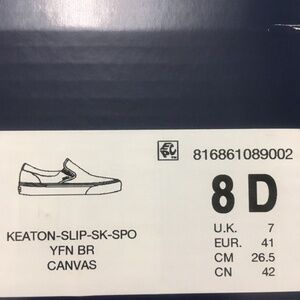 816861089002
8 D
KEATON-SLIP-SK-SPO
YFN BR
CANVAS
U.K. 7
EUR. 41
CM 26.5
CN 42